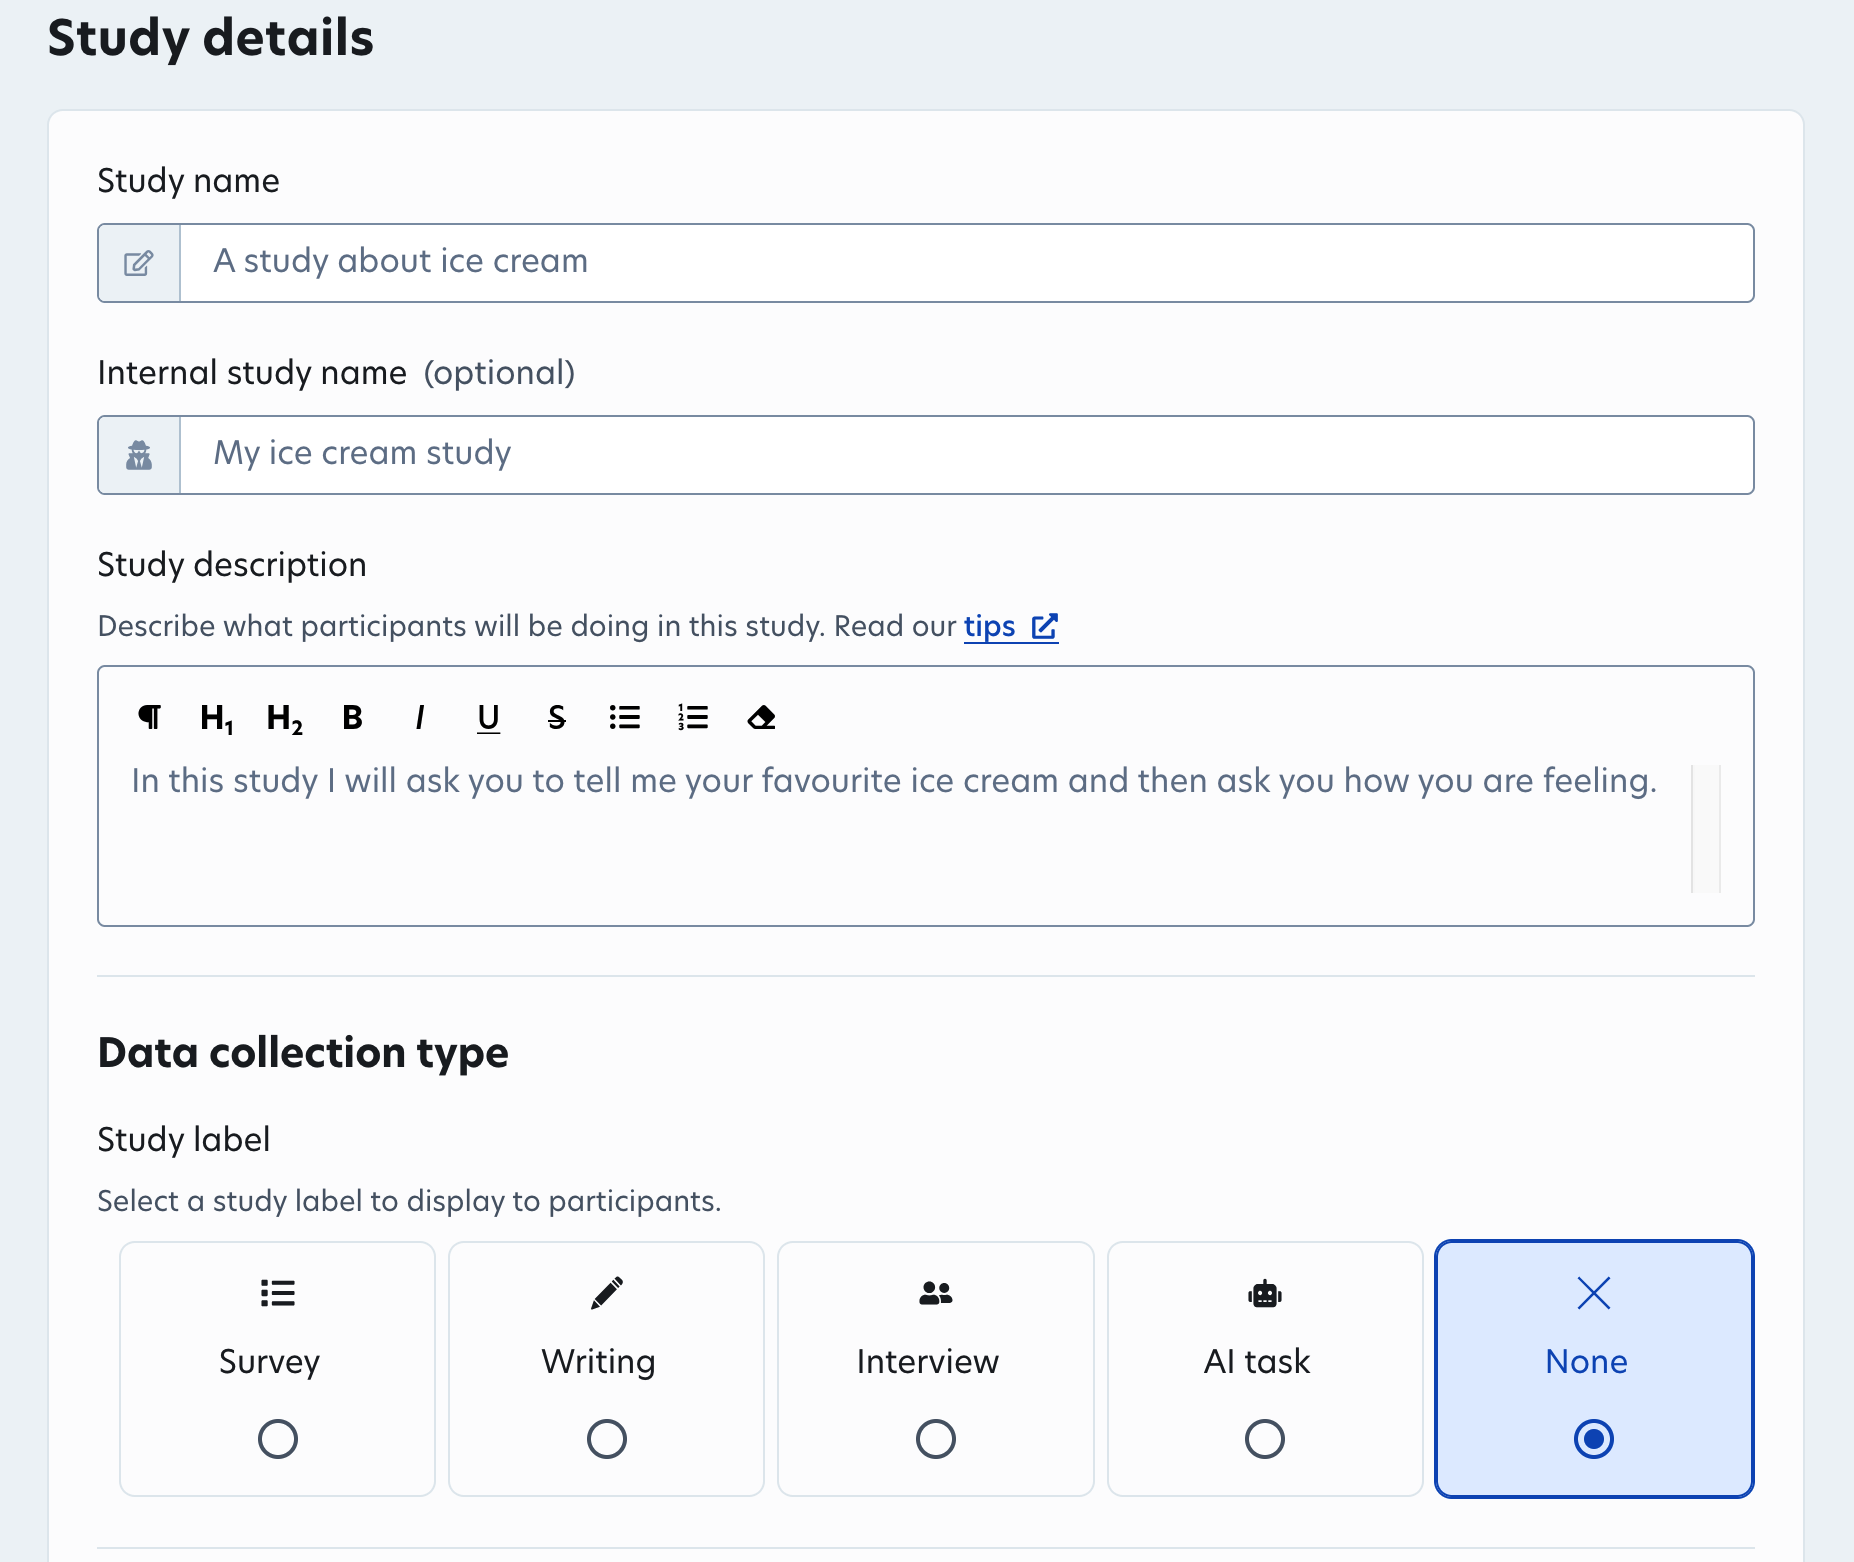 Study details
Study name
A study about ice cream
Internal study name (optional)
My ice cream study
Study description
Describe what participants will be doing in this study. Read our tips
¶ H1 H2 B I U S
In this study I will ask you to tell me your favourite ice cream and then ask you how you are feeling.
Data collection type
Study label
Select a study label to display to participants.
Survey Writing Interview AI task None